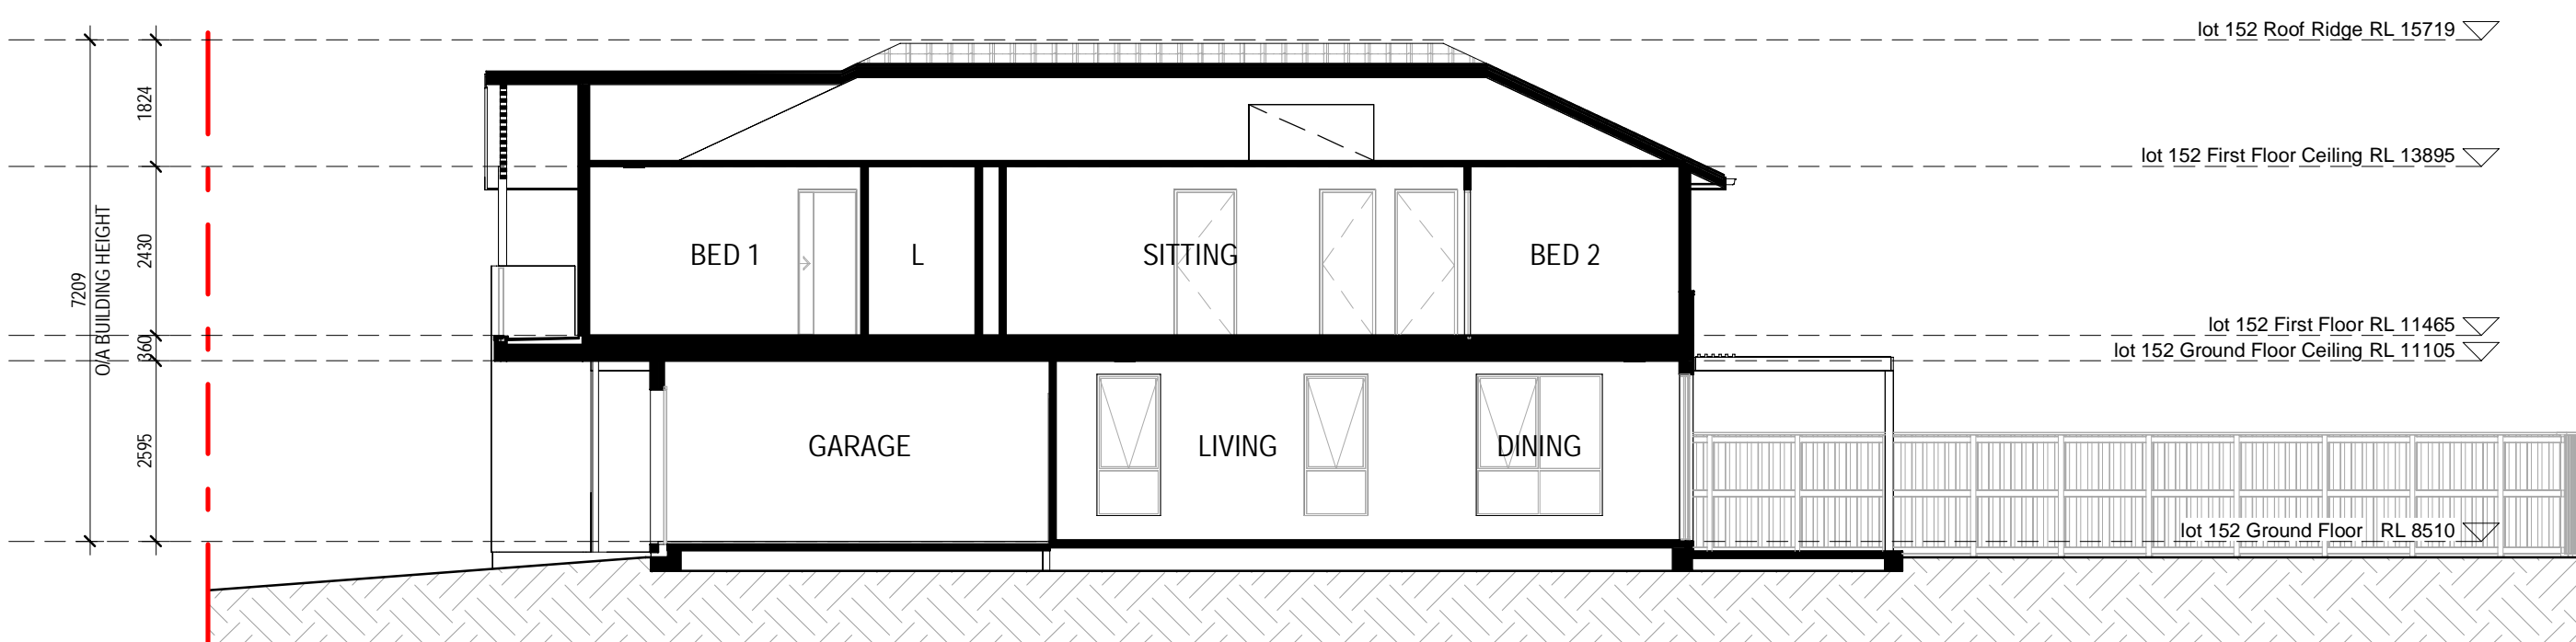 lot 152 Roof Ridge RL 15719
1824
lot 152 First Floor Ceiling RL 13895
7209
O/A BUILDING HEIGHT
2430
BED 1
L
SITTING
BED 2
lot 152 First Floor RL 11465
360
lot 152 Ground Floor Ceiling RL 11105
2595
GARAGE
LIVING
DINING
lot 152 Ground Floor RL 8510